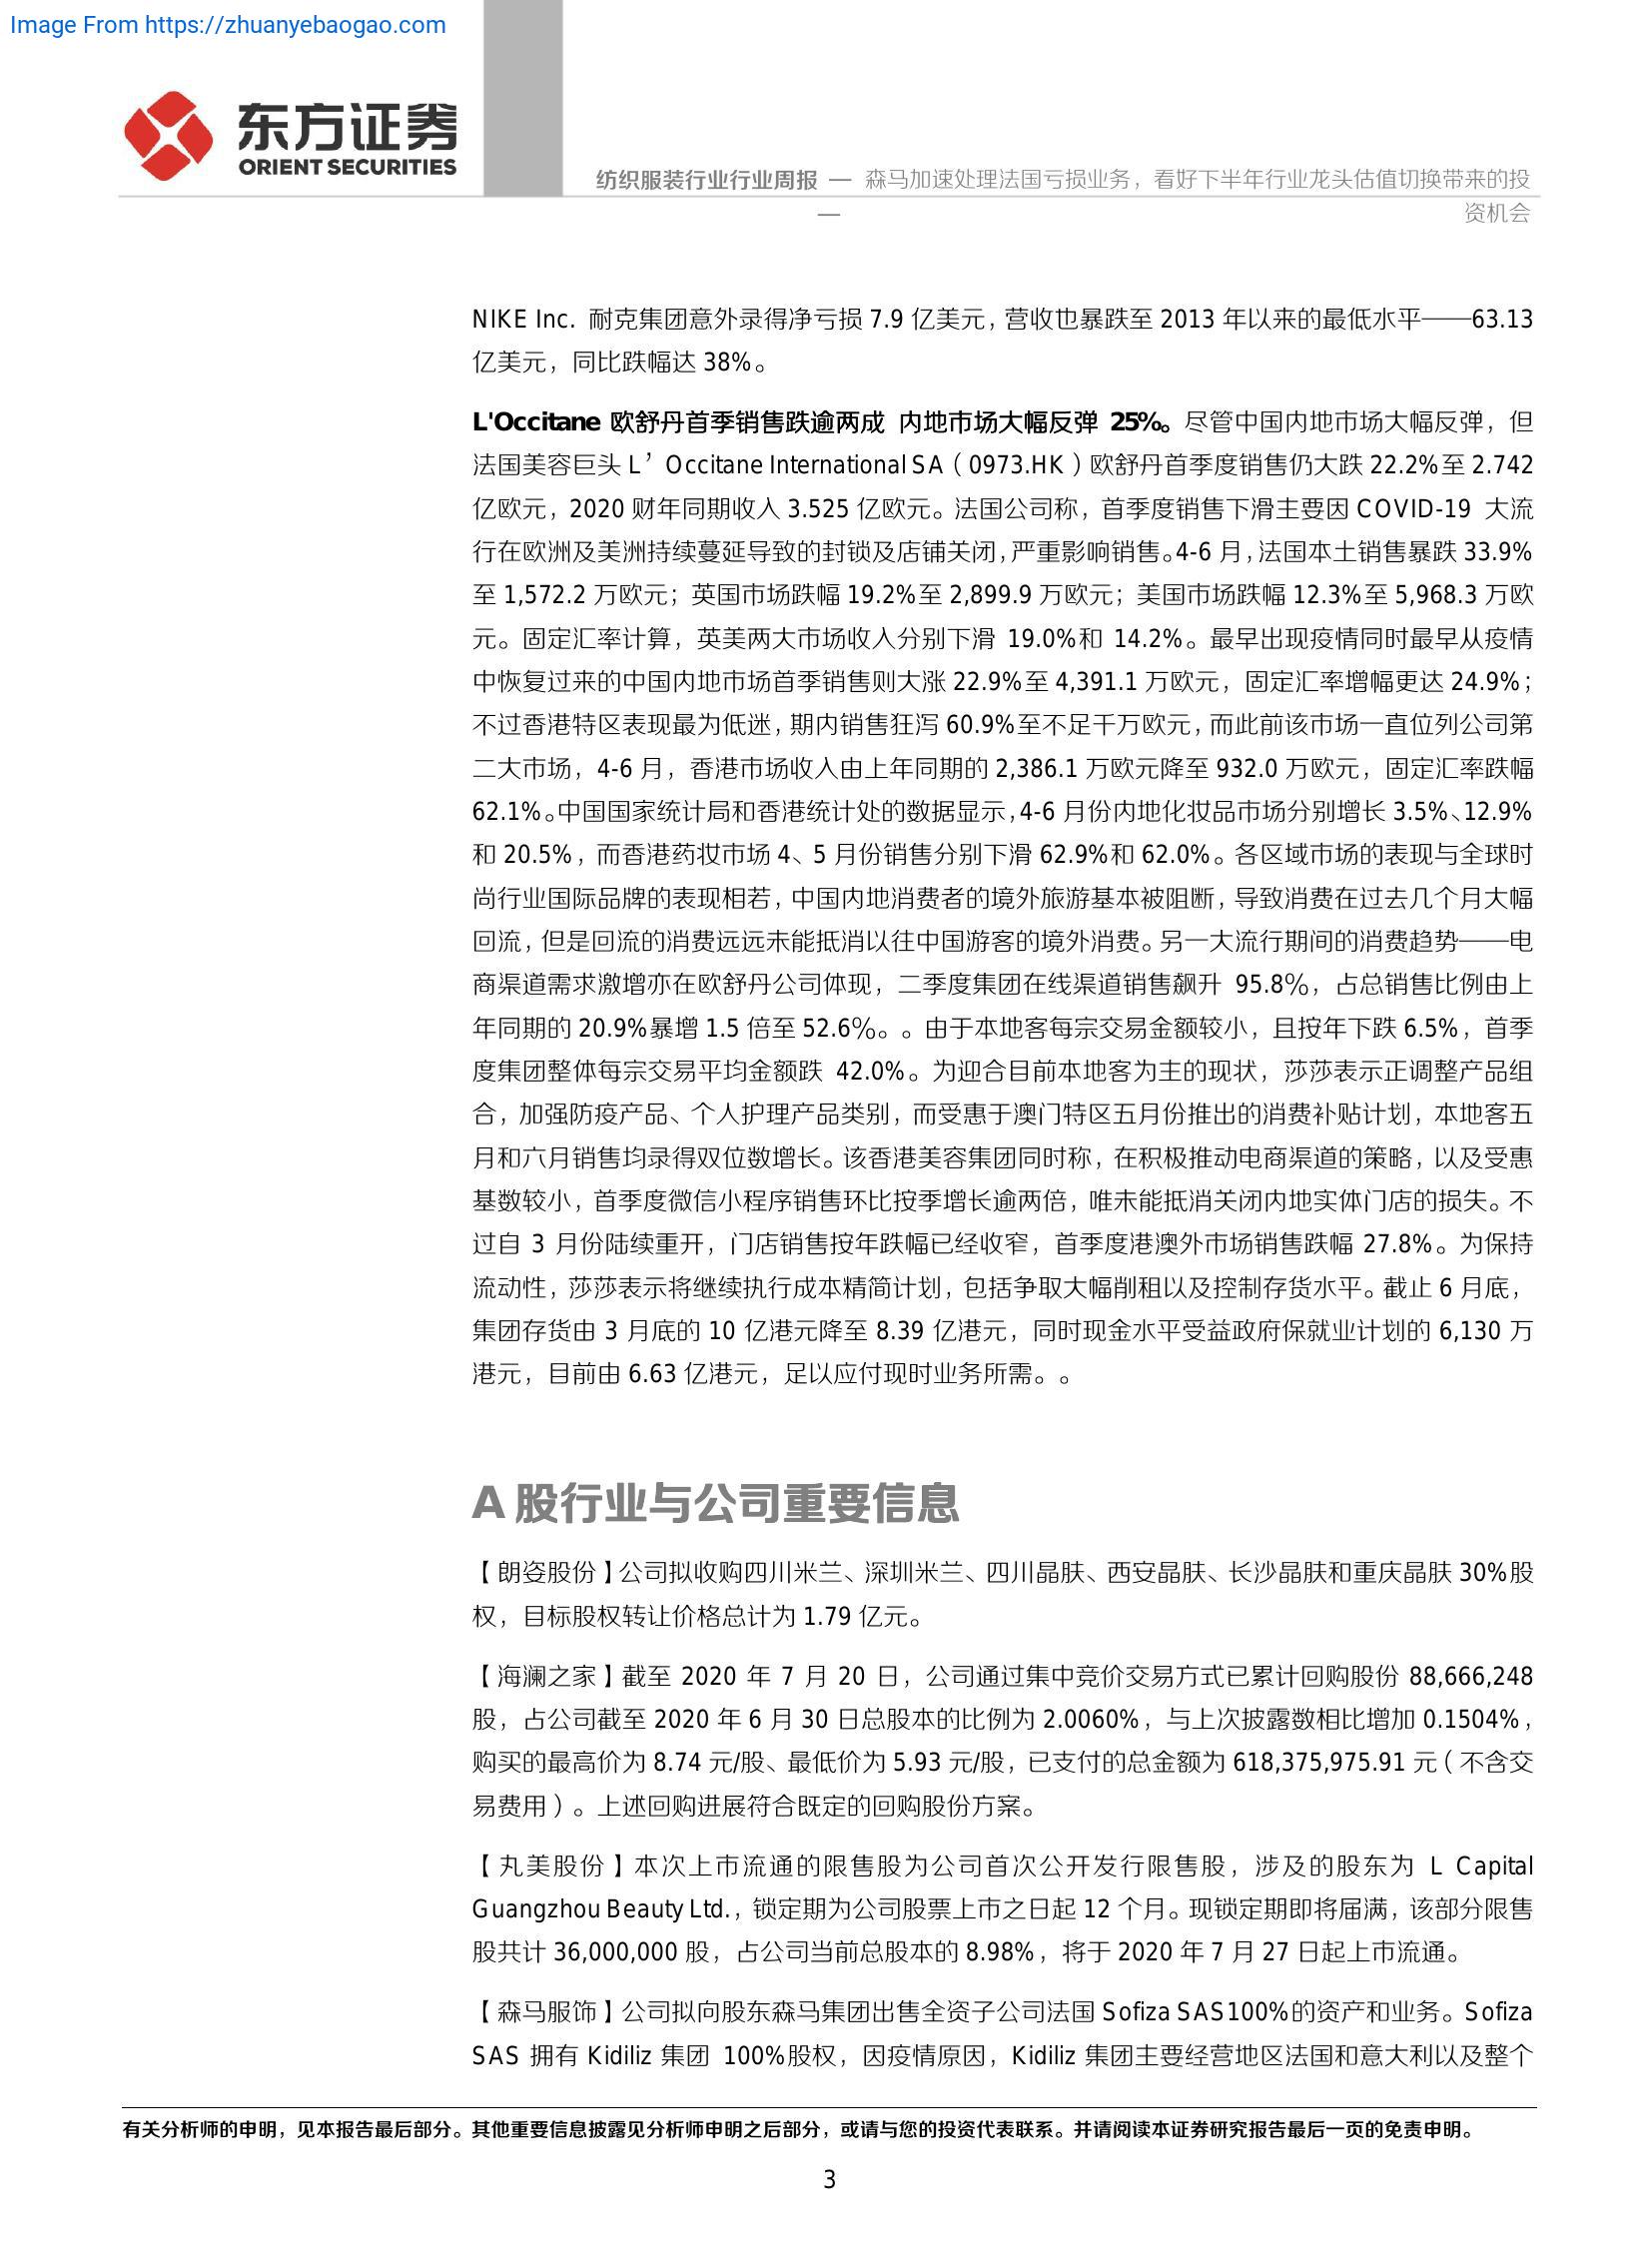 Image From https://zhuanyebaogao.com
东方证券
ORIENT SECURITIES
纺织服装行业行业周报 — 森马加速处理法国亏损业务，看好下半年行业龙头估值切换带来的投
— 资机会
NIKE Inc. 耐克集团意外录得净亏损 7.9 亿美元，营收也暴跌至 2013 年以来的最低水平——63.13
亿美元，同比跌幅达 38%。
L'Occitane 欧舒丹首季销售跌逾两成 内地市场大幅反弹 25%。尽管中国内地市场大幅反弹，但
法国美容巨头 L’Occitane International SA（0973.HK）欧舒丹首季度销售仍大跌 22.2%至 2.742
亿欧元，2020 财年同期收入 3.525 亿欧元。法国公司称，首季度销售下滑主要因 COVID-19 大流
行在欧洲及美洲持续蔓延导致的封锁及店铺关闭，严重影响销售。4-6 月，法国本土销售暴跌 33.9%
至 1,572.2 万欧元；英国市场跌幅 19.2%至 2,899.9 万欧元；美国市场跌幅 12.3%至 5,968.3 万欧
元。固定汇率计算，英美两大市场收入分别下滑 19.0%和 14.2%。最早出现疫情同时最早从疫情
中恢复过来的中国内地市场首季销售则大涨 22.9%至 4,391.1 万欧元，固定汇率增幅更达 24.9%；
不过香港特区表现最为低迷，期内销售狂泻 60.9%至不足千万欧元，而此前该市场一直位列公司第
二大市场，4-6 月，香港市场收入由上年同期的 2,386.1 万欧元降至 932.0 万欧元，固定汇率跌幅
62.1%。中国国家统计局和香港统计处的数据显示，4-6 月份内地化妆品市场分别增长 3.5%、12.9%
和 20.5%，而香港药妆市场 4、5 月份销售分别下滑 62.9%和 62.0%。各区域市场的表现与全球时
尚行业国际品牌的表现相若，中国内地消费者的境外旅游基本被阻断，导致消费在过去几个月大幅
回流，但是回流的消费远远未能抵消以往中国游客的境外消费。另一大流行期间的消费趋势——电
商渠道需求激增亦在欧舒丹公司体现，二季度集团在线渠道销售飙升 95.8%，占总销售比例由上
年同期的 20.9%暴增 1.5 倍至 52.6%。。由于本地客每宗交易金额较小，且按年下跌 6.5%，首季
度集团整体每宗交易平均金额跌 42.0%。为迎合目前本地客为主的现状，莎莎表示正调整产品组
合，加强防疫产品、个人护理产品类别，而受惠于澳门特区五月份推出的消费补贴计划，本地客五
月和六月销售均录得双位数增长。该香港美容集团同时称，在积极推动电商渠道的策略，以及受惠
基数较小，首季度微信小程序销售环比按季增长逾两倍，唯未能抵消关闭内地实体门店的损失。不
过自 3 月份陆续重开，门店销售按年跌幅已经收窄，首季度港澳外市场销售跌幅 27.8%。为保持
流动性，莎莎表示将继续执行成本精简计划，包括争取大幅削租以及控制存货水平。截止 6 月底，
集团存货由 3 月底的 10 亿港元降至 8.39 亿港元，同时现金水平受益政府保就业计划的 6,130 万
港元，目前由 6.63 亿港元，足以应付现时业务所需。。
A 股行业与公司重要信息
【朗姿股份】公司拟收购四川米兰、深圳米兰、四川晶肤、西安晶肤、长沙晶肤和重庆晶肤 30%股
权，目标股权转让价格总计为 1.79 亿元。
【海澜之家】截至 2020 年 7 月 20 日，公司通过集中竞价交易方式已累计回购股份 88,666,248
股，占公司截至 2020 年 6 月 30 日总股本的比例为 2.0060%，与上次披露数相比增加 0.1504%，
购买的最高价为 8.74 元/股、最低价为 5.93 元/股，已支付的总金额为 618,375,975.91 元（不含交
易费用）。上述回购进展符合既定的回购股份方案。
【丸美股份】本次上市流通的限售股为公司首次公开发行限售股，涉及的股东为 L Capital
Guangzhou Beauty Ltd.，锁定期为公司股票上市之日起 12 个月。现锁定期即将届满，该部分限售
股共计 36,000,000 股，占公司当前总股本的 8.98%，将于 2020 年 7 月 27 日起上市流通。
【森马服饰】公司拟向股东森马集团出售全资子公司法国 Sofiza SAS100%的资产和业务。Sofiza
SAS 拥有 Kidiliz 集团 100%股权，因疫情原因，Kidiliz 集团主要经营地区法国和意大利以及整个
有关分析师的申明，见本报告最后部分。其他重要信息披露见分析师申明之后部分，或请与您的投资代表联系。并请阅读本证券研究报告最后一页的免责申明。
3